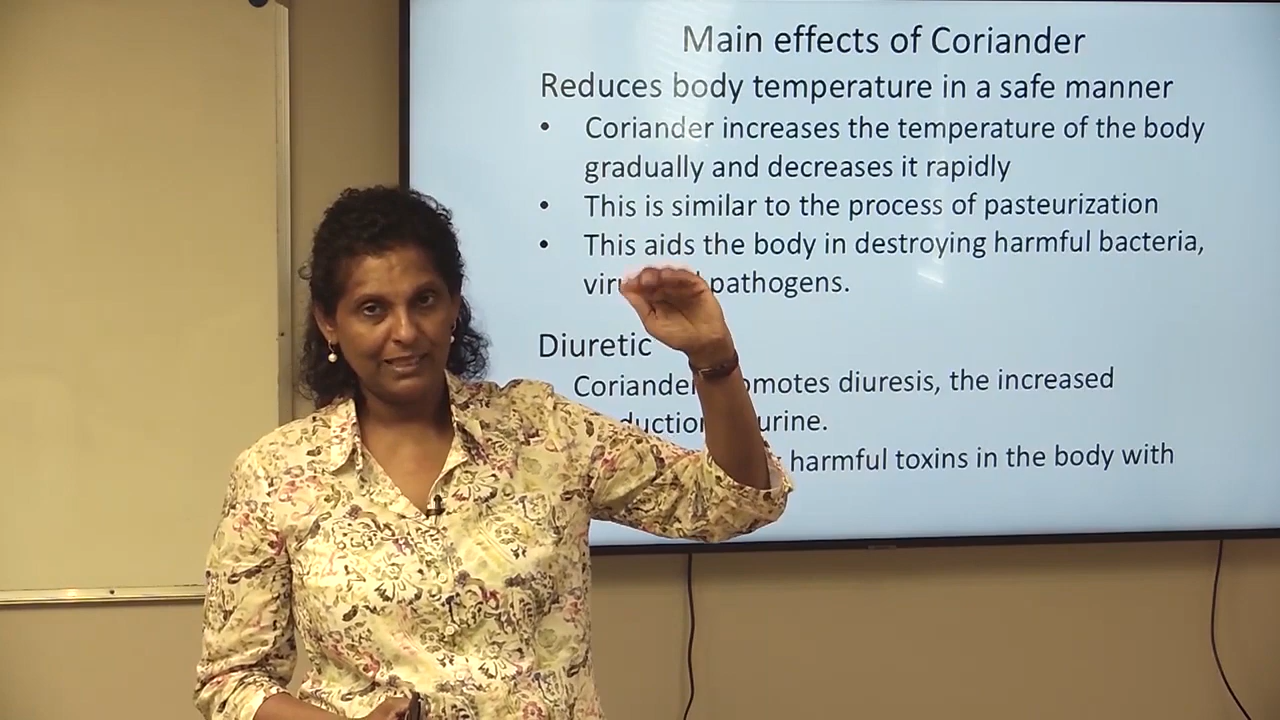 Main effects of Coriander
Reduces body temperature in a safe manner
• Coriander increases the temperature of the body
gradually and decreases it rapidly
• This is similar to the process of pasteurization
• This aids the body in destroying harmful bacteria,
pathogens.
Diuretic
Coriander diuresis, the increased
urine.
harmful toxins in the body with